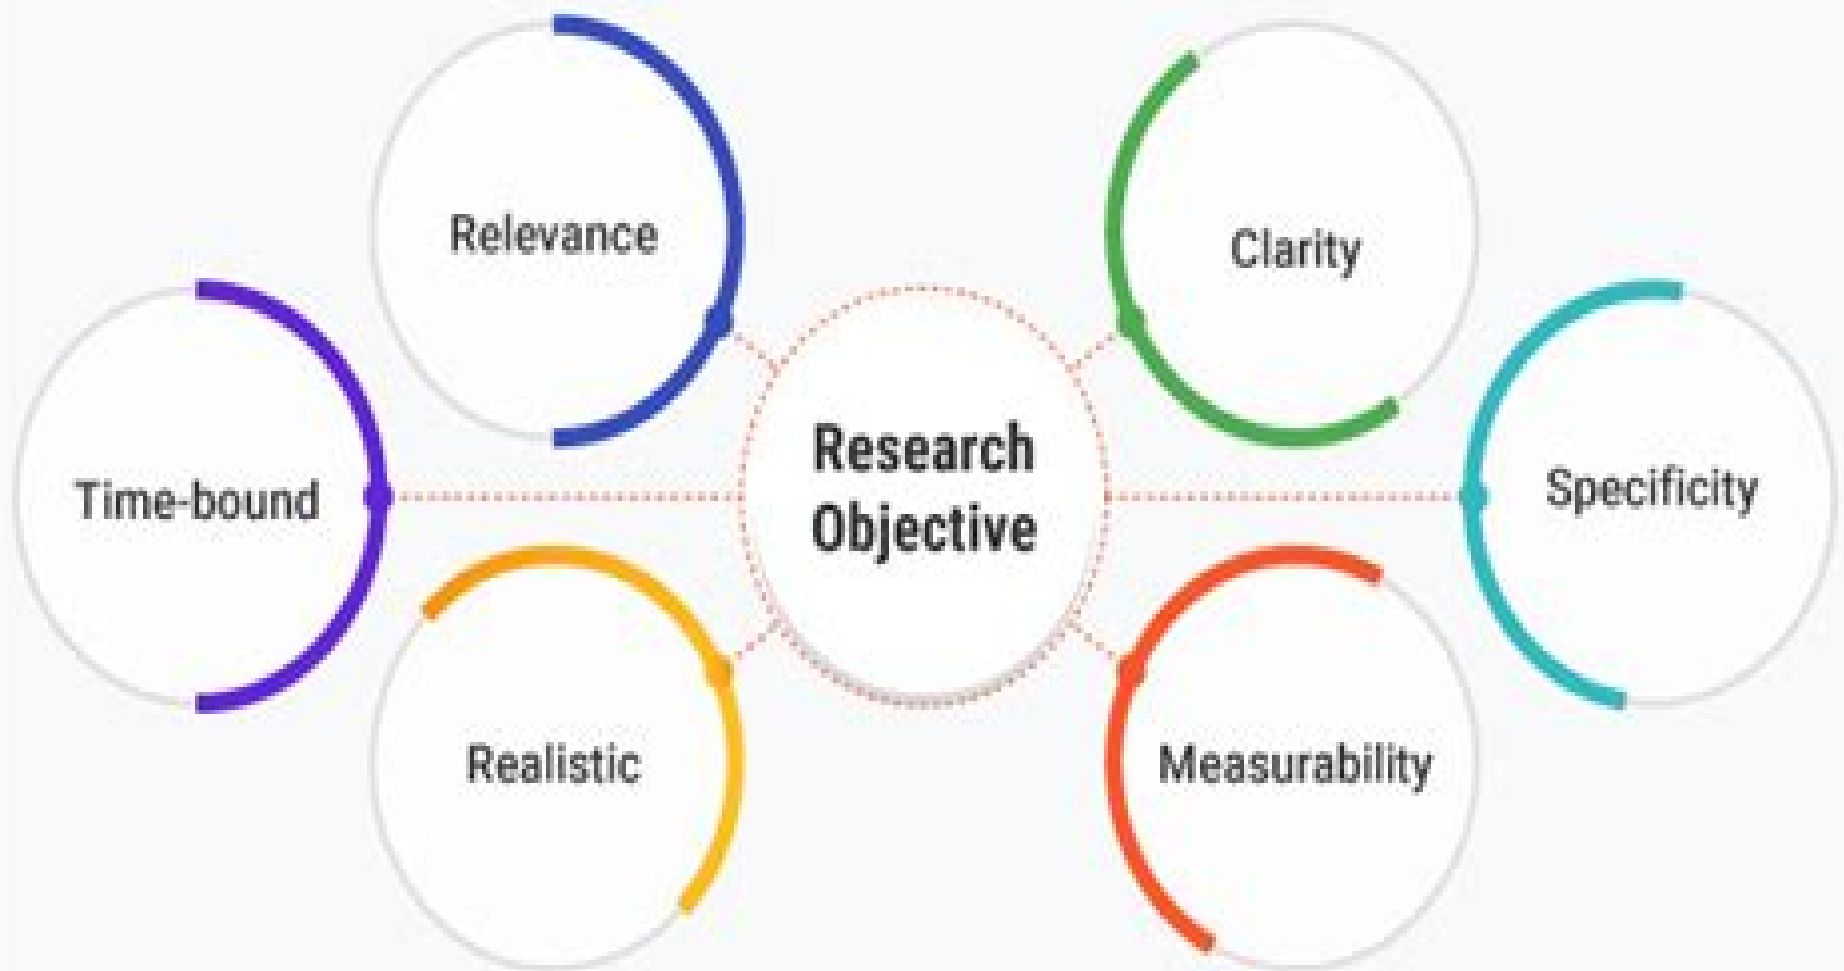 Relevance
Clarity
Time-bound
Research
Objective
Specificity
Realistic
Measurability